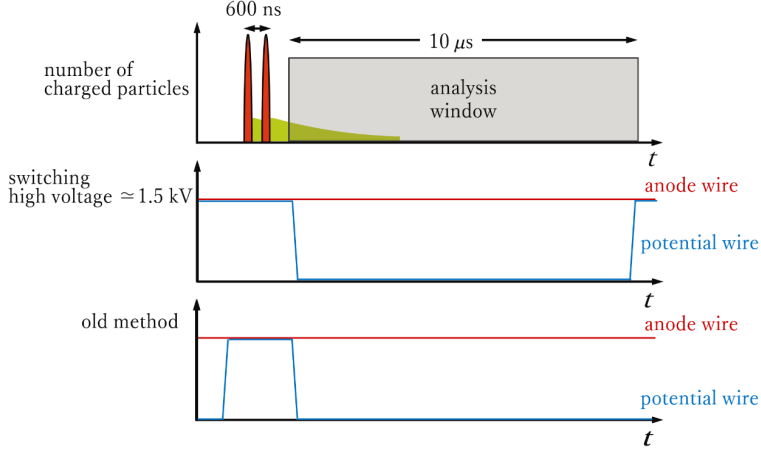 600 ns
10 μs
number of
charged particles
analysis
window
t
switching
high voltage ≃1.5 kV
anode wire
potential wire
t
old method
anode wire
potential wire
t